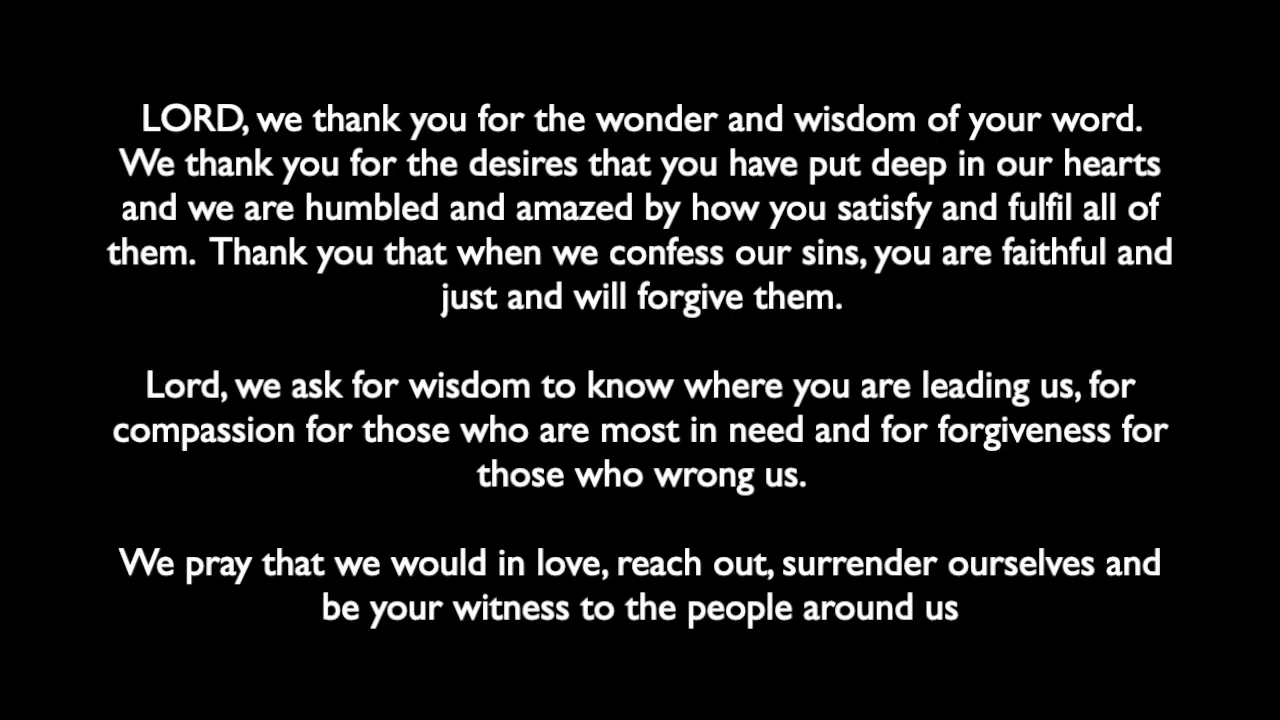 LORD, we thank you for the wonder and wisdom of your word.
We thank you for the desires that you have put deep in our hearts
and we are humbled and amazed by how you satisfy and fulfil all of
them.  Thank you that when we confess our sins, you are faithful and
just and will forgive them.
Lord, we ask for wisdom to know where you are leading us, for
compassion for those who are most in need and for forgiveness for
those who wrong us.
We pray that we would in love, reach out, surrender ourselves and
be your witness to the people around us